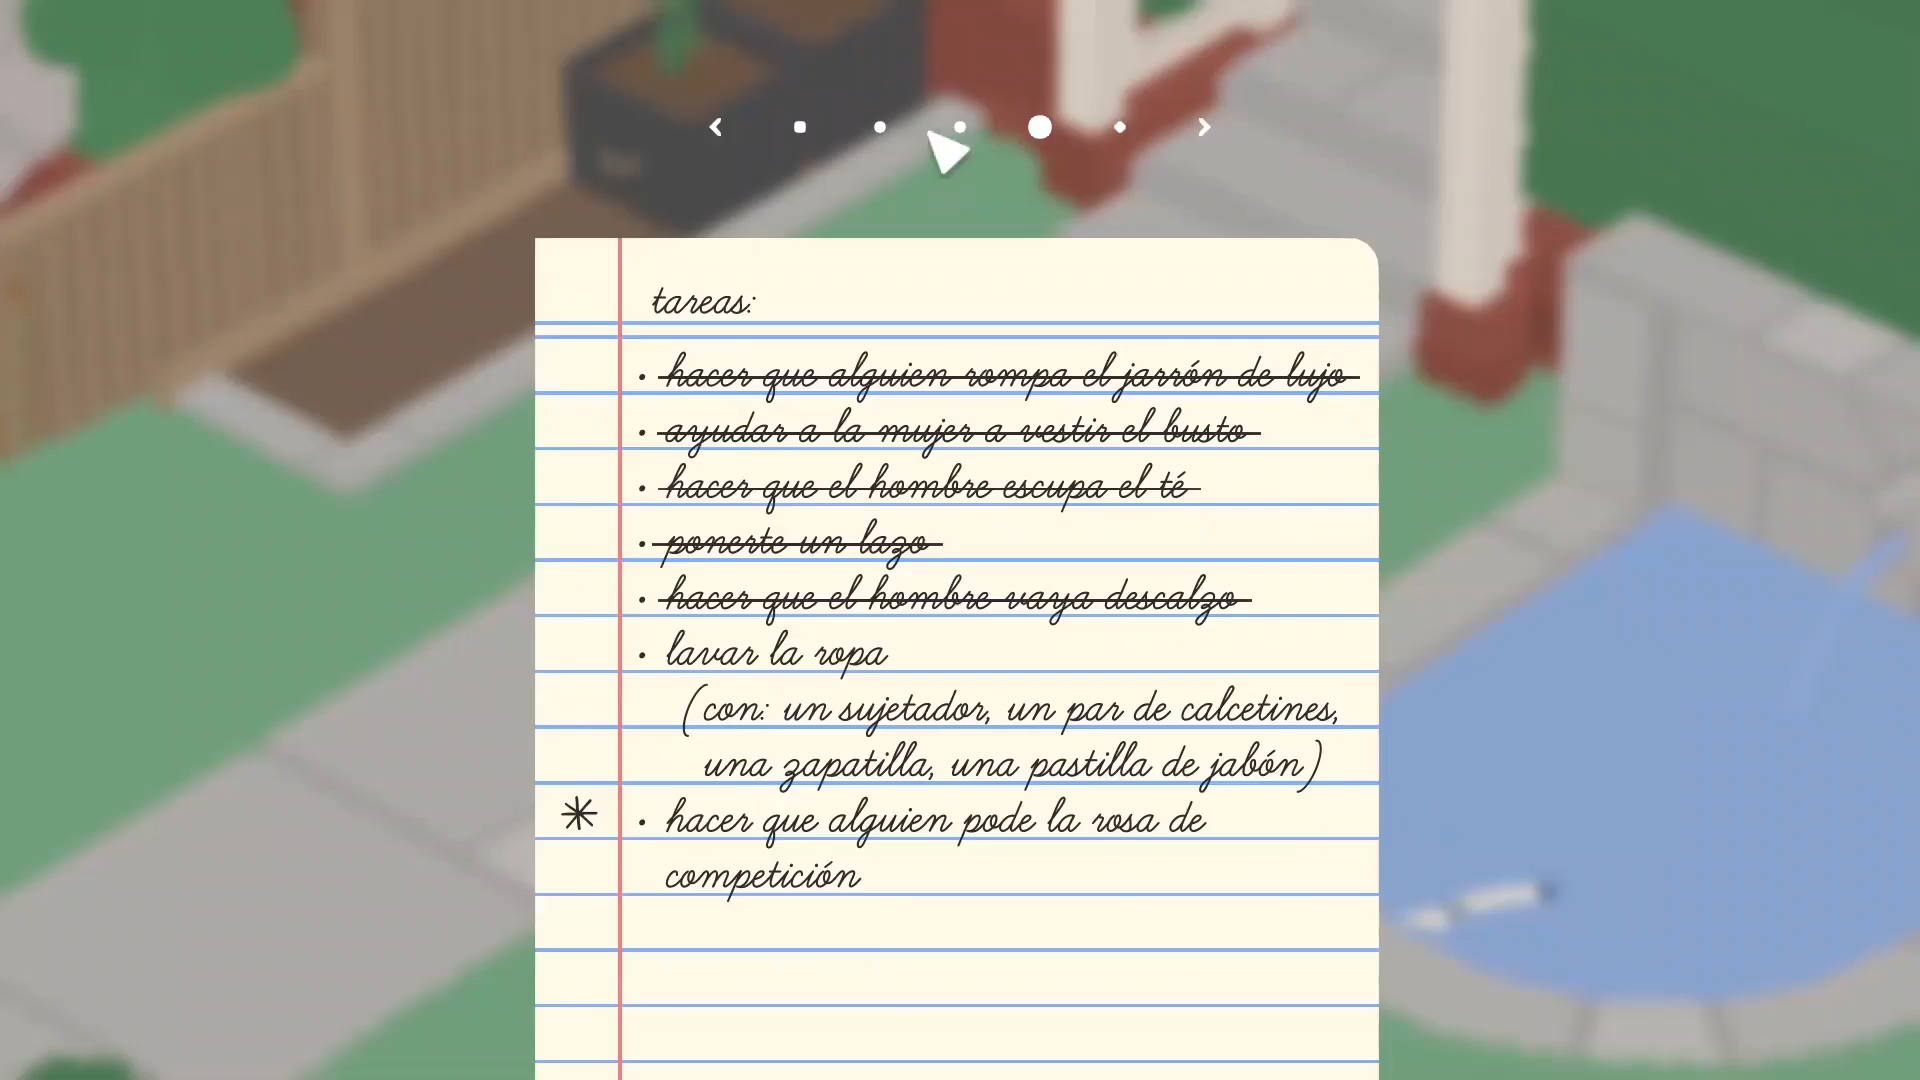 tareas:
• hacer que alguien rompa el jarrón de lujo
• ayudar a la mujer a vestir el busto
• hacer que el hombre escupa el té
• ponerte un lazo
• hacer que el hombre vaya descalzo
• lavar la ropa
(con: un sujetador, un par de calcetines,
una zapatilla, una pastilla de jabón)
• hacer que alguien pode la rosa de
competición